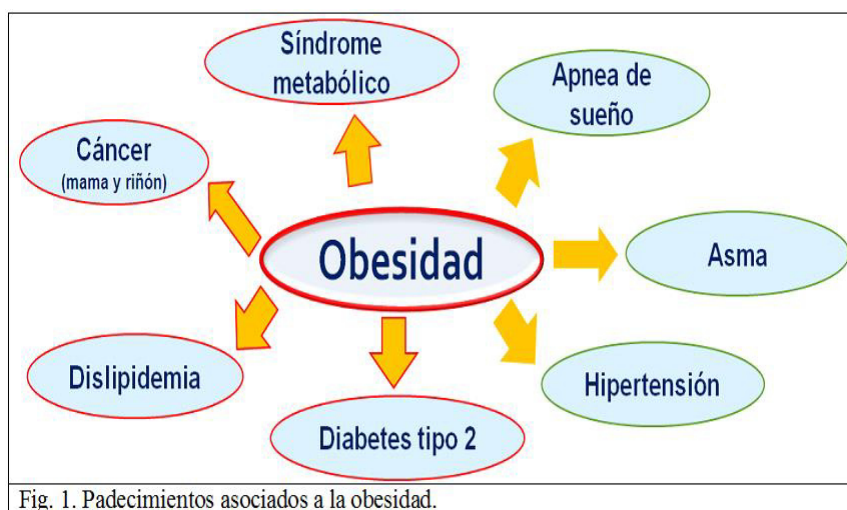 Síndrome
metabólico
Apnea de
sueño
Cáncer
(mama y riñón)
Obesidad
Asma
Dislipidemia
Hipertensión
Diabetes tipo 2
Fig. 1. Padecimientos asociados a la obesidad.